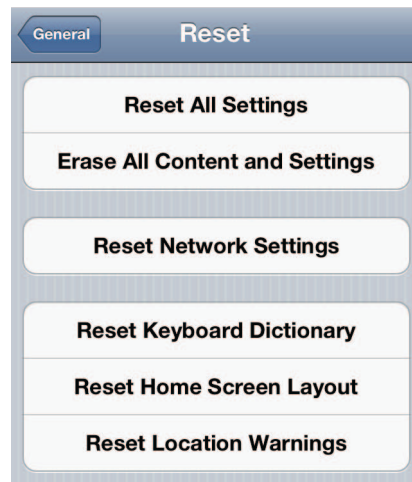 General
Reset
Reset All Settings
Erase All Content and Settings
Reset Network Settings
Reset Keyboard Dictionary
Reset Home Screen Layout
Reset Location Warnings